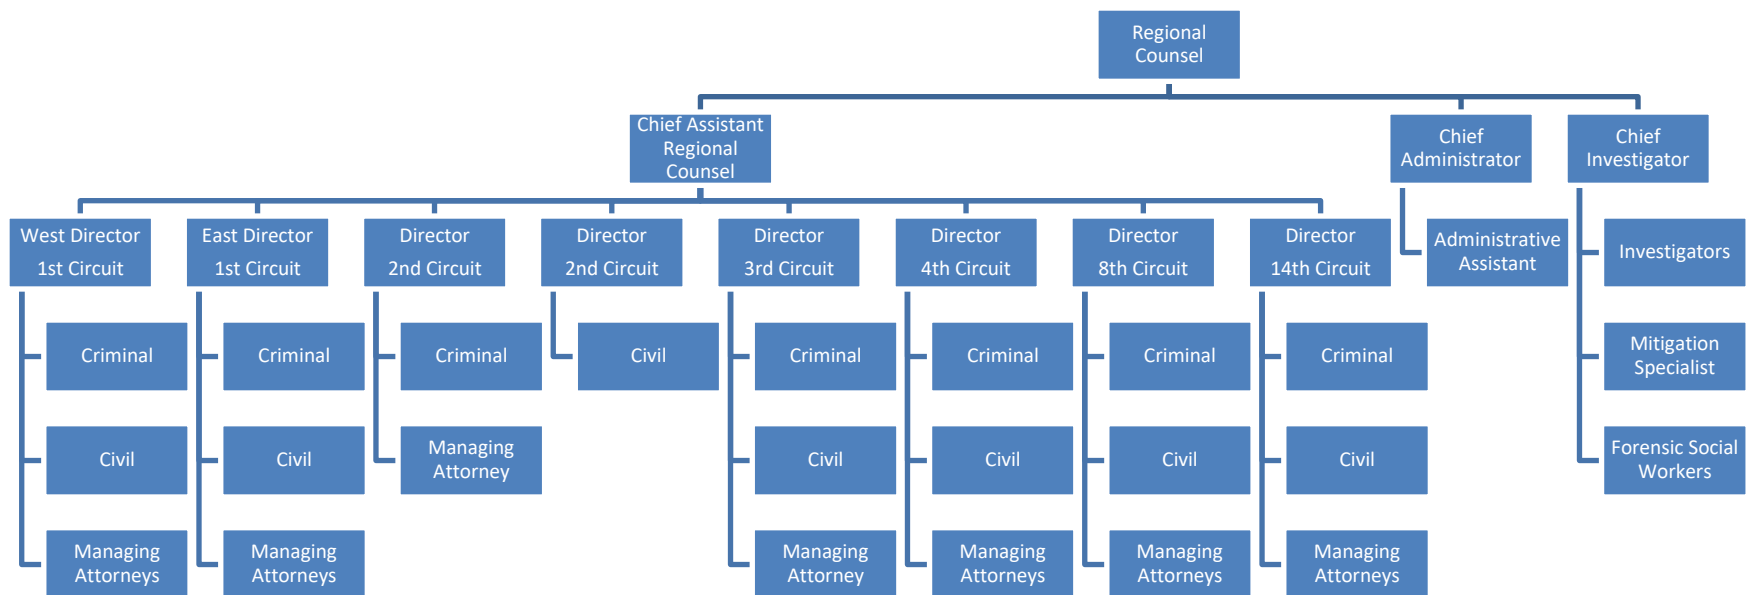 Regional
Counsel
Chief Assistant
Regional
Counsel
Chief
Administrator
Chief
Investigator
West Director
1st Circuit
East Director
1st Circuit
Director
2nd Circuit
Director
2nd Circuit
Director
3rd Circuit
Director
4th Circuit
Director
8th Circuit
Director
14th Circuit
Administrative
Assistant
Investigators
Criminal
Criminal
Criminal
Civil
Criminal
Criminal
Criminal
Criminal
Mitigation
Specialist
Civil
Civil
Managing
Attorney
Civil
Civil
Civil
Civil
Forensic Social
Workers
Managing
Attorneys
Managing
Attorneys
Managing
Attorney
Managing
Attorneys
Managing
Attorneys
Managing
Attorneys